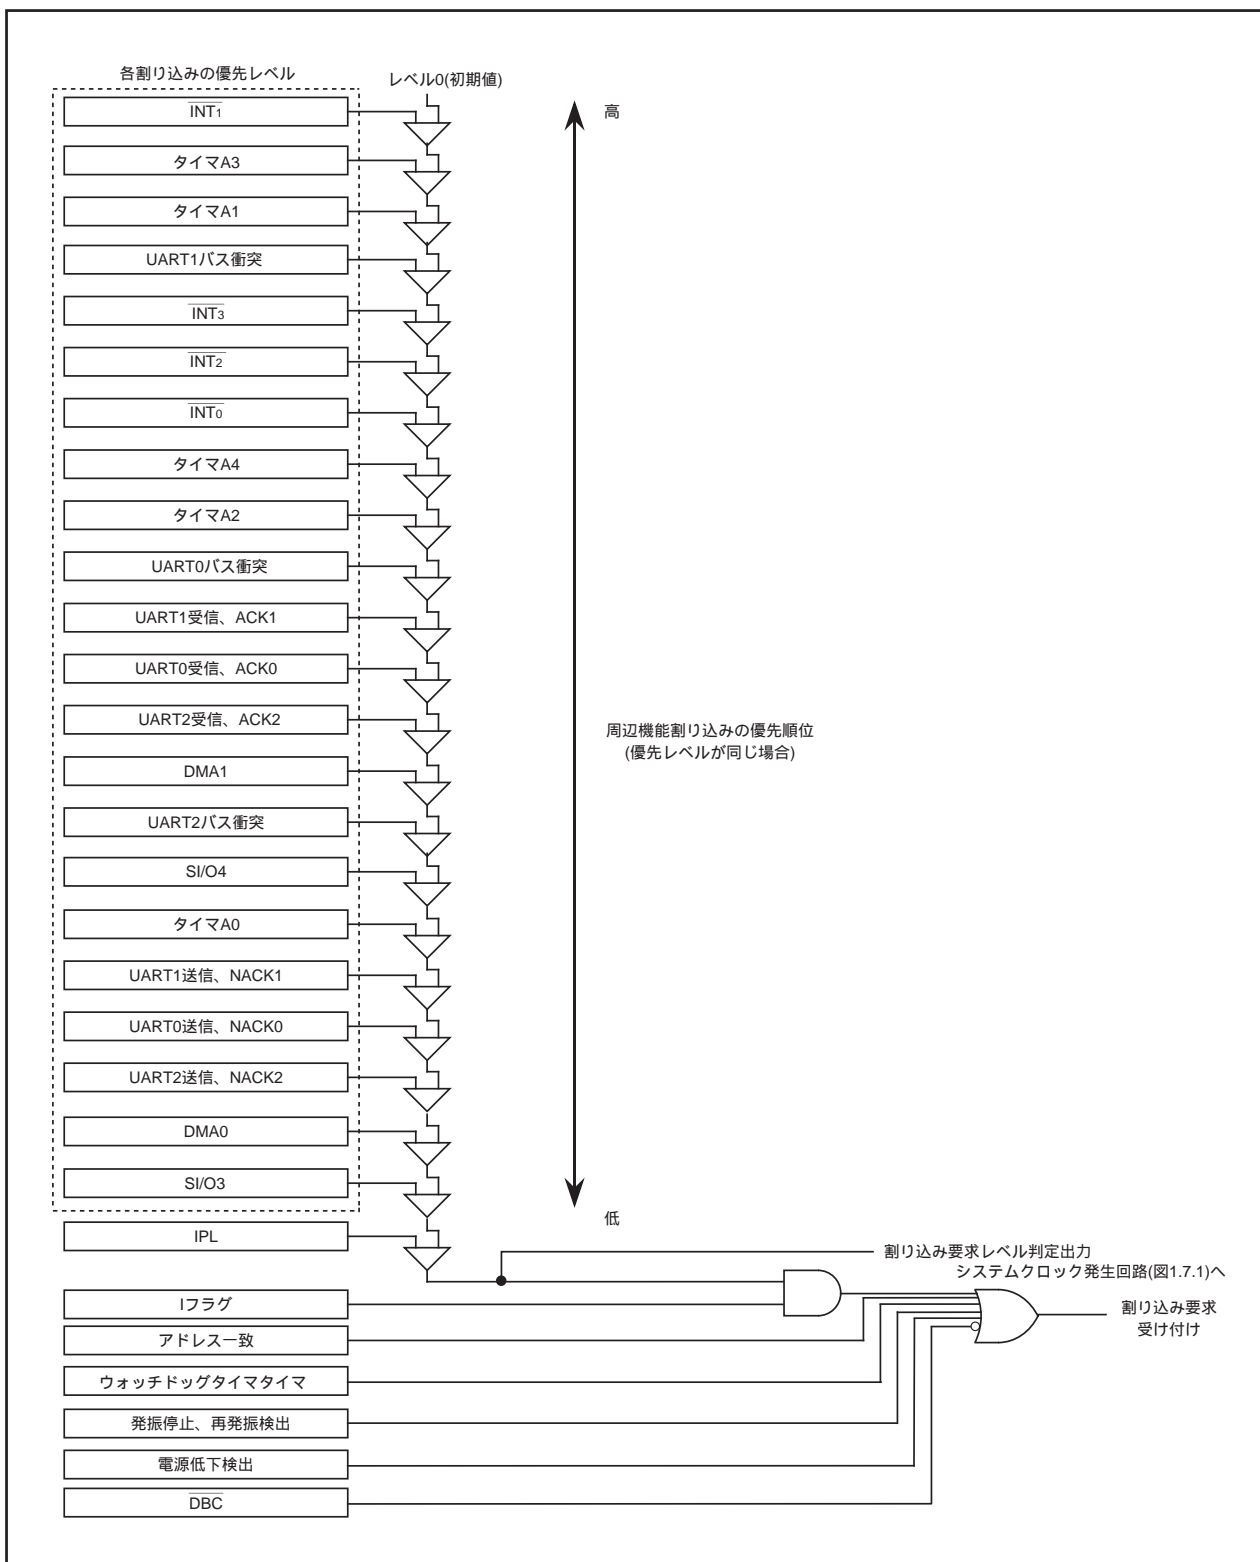 各割り込みの優先レベル
レベル0(初期値)
高
INT1
タイマA3
タイマA1
UART1バス衝突
INT3
INT2
INT0
タイマA4
タイマA2
UART0バス衝突
UART1受信、ACK1
UART0受信、ACK0
UART2受信、ACK2
周辺機能割り込みの優先順位
(優先レベルが同じ場合)
DMA1
UART2バス衝突
SI/O4
タイマA0
UART1送信、NACK1
UART0送信、NACK0
UART2送信、NACK2
DMA0
SI/O3
低
IPL
割り込み要求レベル判定出力
システムクロック発生回路(図1.7.1)へ
Iフラグ
割り込み要求
受け付け
アドレス一致
ウォッチドッグタイマタイマ
発振停止、再発振検出
電源低下検出
DBC